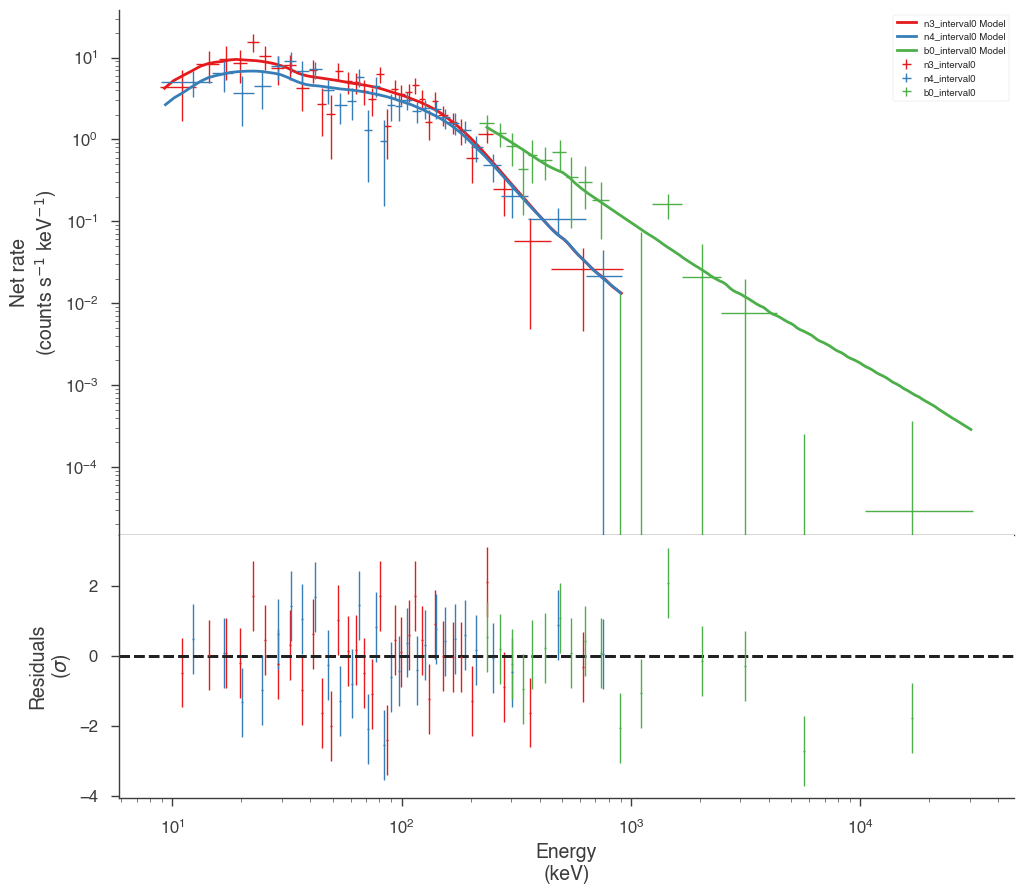 n3_interval0 Model
n4_interval0 Model
b0_interval0 Model
n3_interval0
n4_interval0
b0_interval0
Net rate
(counts s⁻¹ keV⁻¹)
10¹
10⁰
10⁻¹
10⁻²
10⁻³
10⁻⁴
Residuals
(σ)
2
0
−2
−4
10¹ 10² 10³ 10⁴
Energy
(keV)